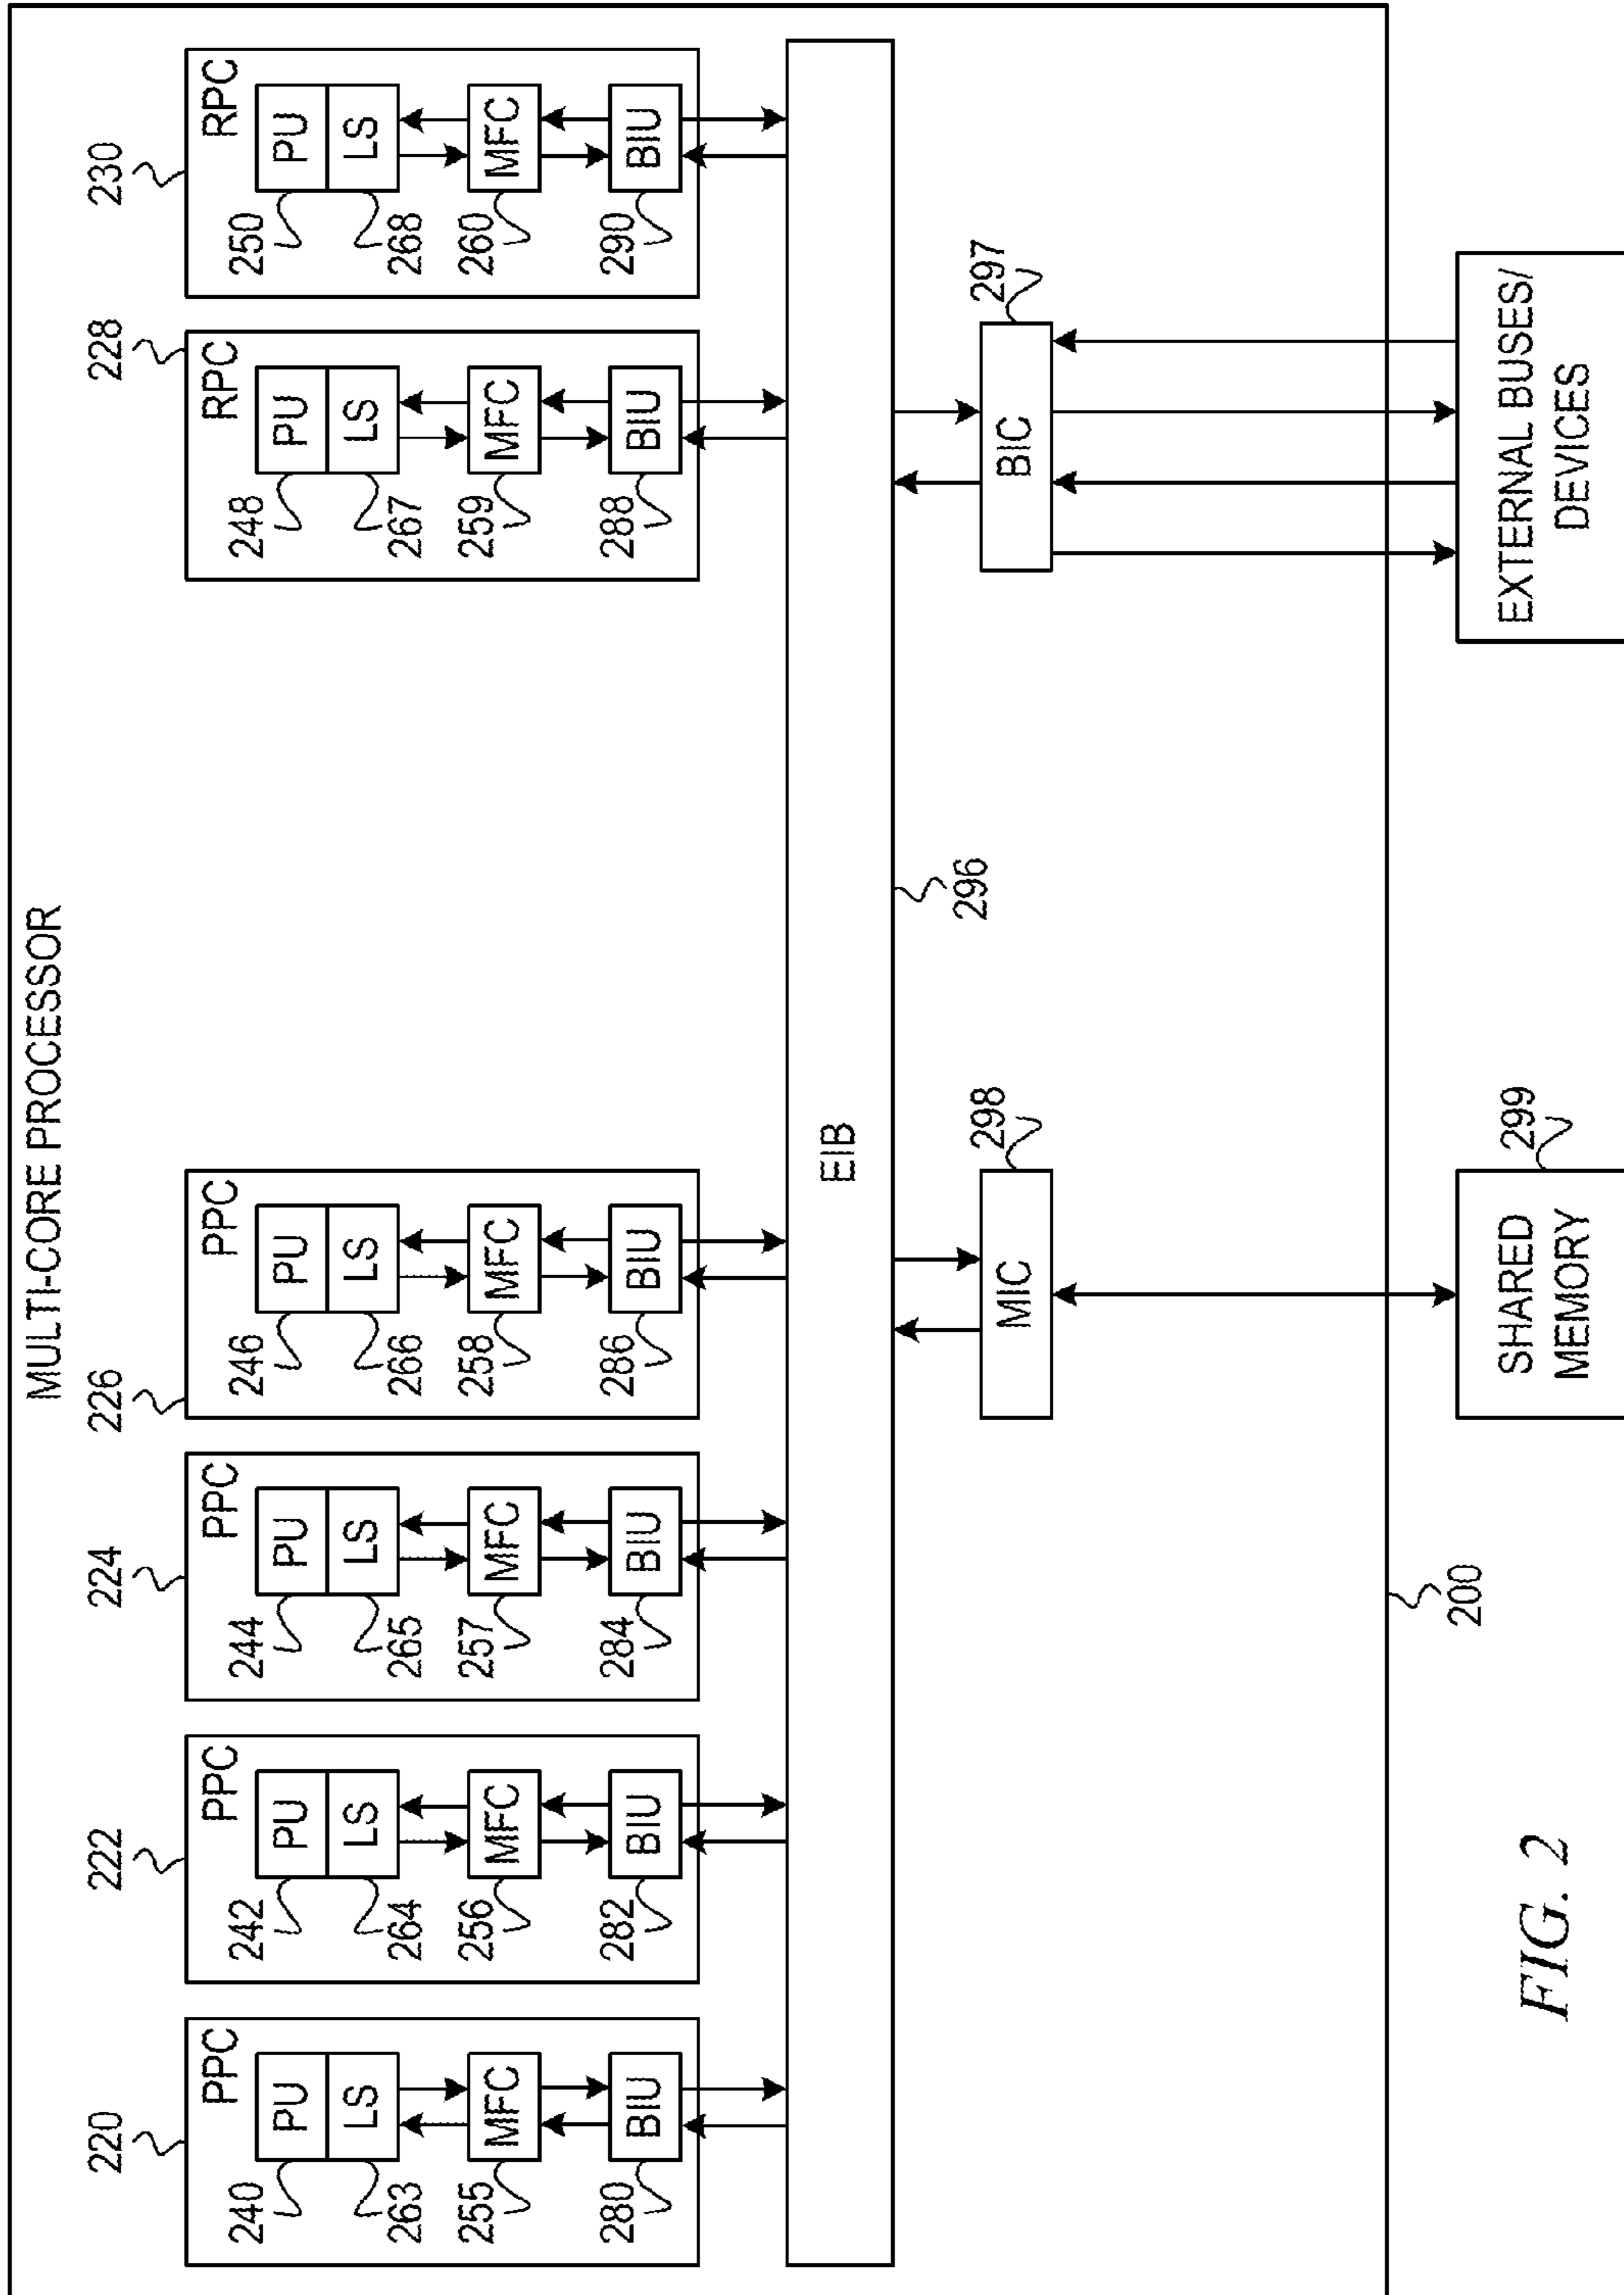 MULTI-CORE PROCESSOR
220
222
224
226
228
230
PPC
PPC
PPC
PPC
RPC
RPC
240
PU
242
PU
244
PU
246
PU
248
PU
250
PU
263
LS
264
LS
265
LS
266
LS
267
LS
268
LS
255
MFC
256
MFC
257
MFC
258
MFC
259
MFC
260
MFC
280
BIU
282
BIU
284
BIU
286
BIU
288
BIU
290
BIU
EIB
296
MIC
298
BIC
297
200
SHARED
MEMORY
299
EXTERNAL BUSES/
DEVICES
FIG. 2